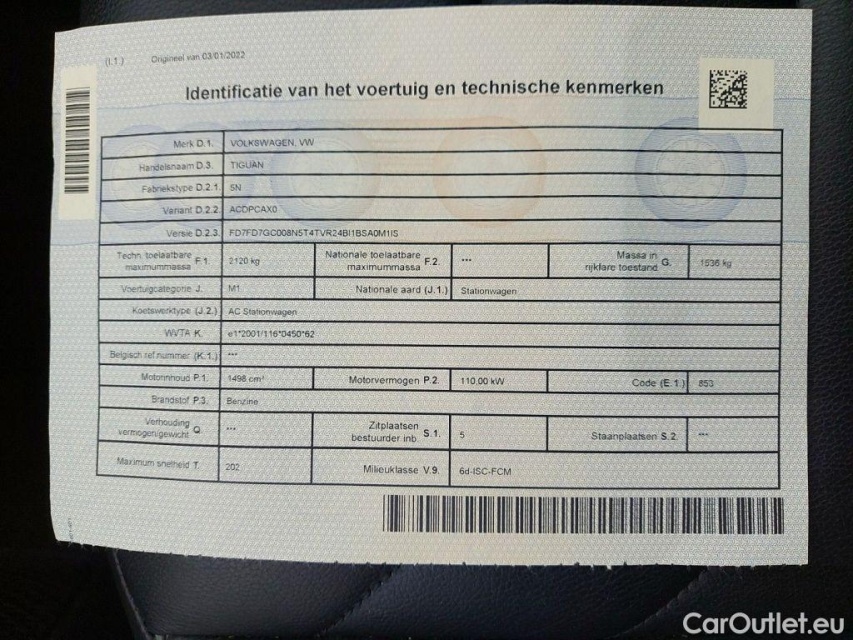 (I.1.) Origineel van 03/01/2022
Identificatie van het voertuig en technische kenmerken
Merk D.1. VOLKSWAGEN, VW
Handelsnaam D.3. TIGUAN
Fabriekstype D.2.1. 5N
Variant D.2.2. ACDPCAX0
Versie D.2.3. FD7FD7GC008N5T4TVR24BI1BSA0M1IS
Techn. toelaatbare maximummassa F.1. 2120 kg Nationale toelaatbare maximummassa F.2. *** Massa in rijklare toestand G. 1536 kg
Voertuigcategorie J. M1 Nationale aard (J.1.) Stationwagen
Koetswerktype (J.2.) AC Stationwagen
WVTA K. e1*2001/116*0450*62
Belgisch ref.nummer (K.1.) ***
Motorinhoud P.1. 1498 cm³ Motorvermogen P.2. 110.00 kW Code (E.1.) 853
Brandstof P.3. Benzine
Verhouding vermogen/gewicht Q. *** Zitplaatsen bestuurder inb. S.1. 5 Staanplaatsen S.2. ***
Maximum snelheid T. 202 Milieuklasse V.9. 6d-ISC-FCM
CarOutlet.eu